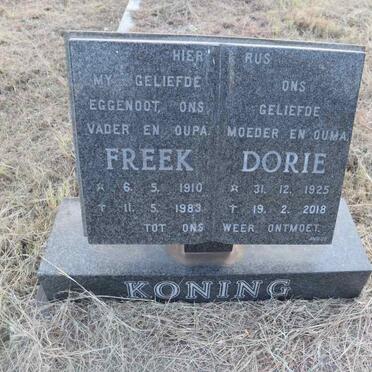 HIER RUS
MY GELIEFDE
EGGENOOT, ONS
VADER EN OUPA
FREEK
☆ 6. 5. 1910
✝ 11. 5. 1983
ONS
GELIEFDE
MOEDER EN OUMA
DORIE
☆ 31. 12. 1925
✝ 19. 2. 2018
TOT ONS WEER ONTMOET.
KONING